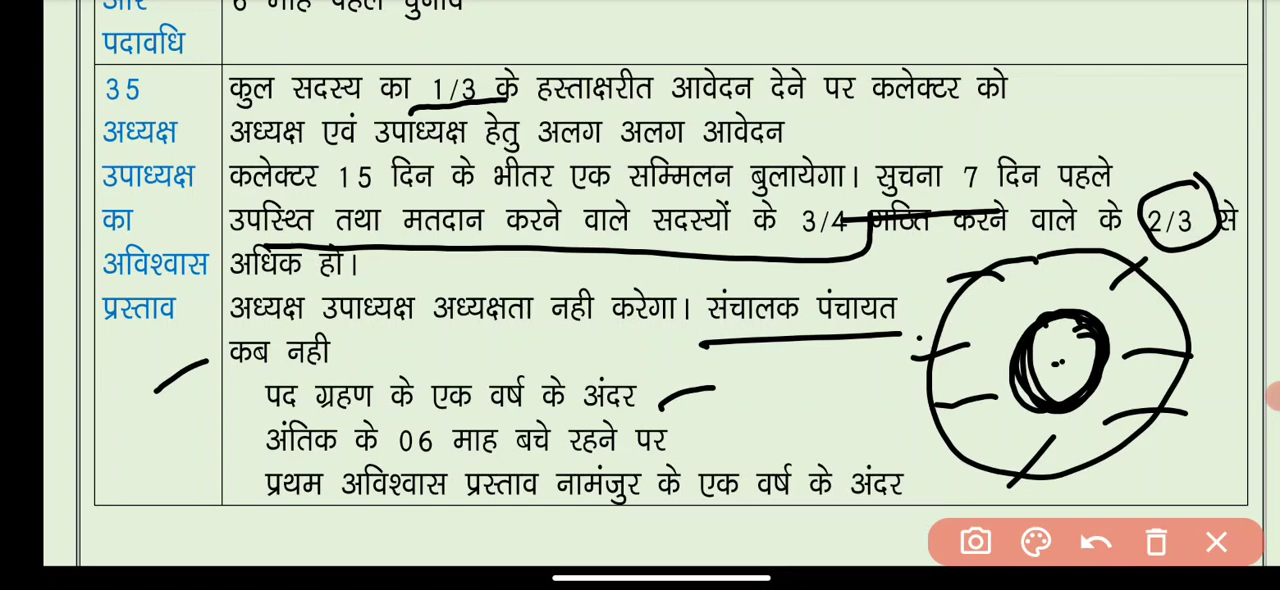 6 माह पहले चुनाव
पदावधि
35
अध्यक्ष
उपाध्यक्ष
का
अविश्वास
प्रस्ताव
कुल सदस्य का 1/3 के हस्ताक्षरीत आवेदन देने पर कलेक्टर को
अध्यक्ष एवं उपाध्यक्ष हेतु अलग अलग आवेदन
कलेक्टर 15 दिन के भीतर एक सम्मिलन बुलायेगा। सुचना 7 दिन पहले
उपस्थ्ति तथा मतदान करने वाले सदस्यों के 3/4 गठ्ति करने वाले के 2/3 से
अधिक हो।
अध्यक्ष उपाध्यक्ष अध्यक्षता नही करेगा। संचालक पंचायत
कब नही
पद ग्रहण के एक वर्ष के अंदर
अंतिक के 06 माह बचे रहने पर
प्रथम अविश्वास प्रस्ताव नामंजुर के एक वर्ष के अंदर